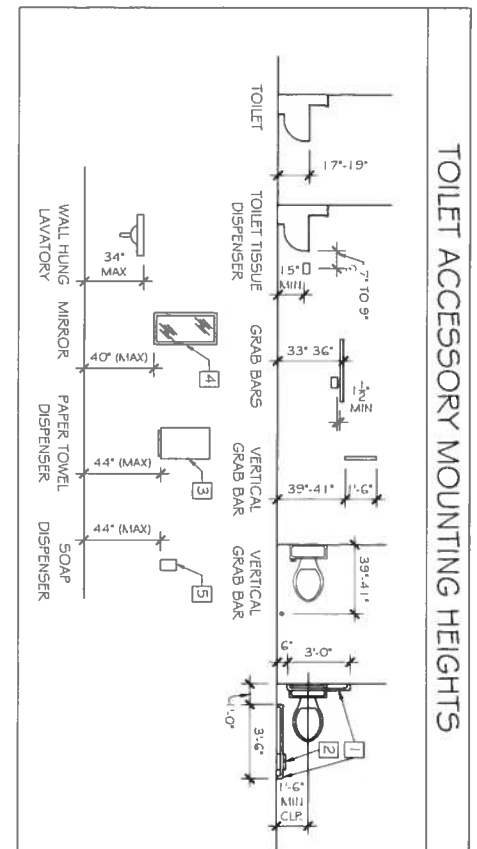 TOILET ACCESSORY MOUNTING HEIGHTS
17"-19"
TOILET
7" TO 9"
15"
MIN
TOILET TISSUE
DISPENSER
1 1/2
MIN
33" 36"
GRAB BARS
1'-6"
39"-41"
VERTICAL
GRAB BAR
39"-41"
VERTICAL
GRAB BAR
6"
3'-0"
1
2
1'-0"
3'-6"
1'-6"
MIN
CLR
34"
MAX
WALL HUNG
LAVATORY
4
40" (MAX)
MIRROR
3
44" (MAX)
PAPER TOWEL
DISPENSER
5
44" (MAX)
SOAP
DISPENSER